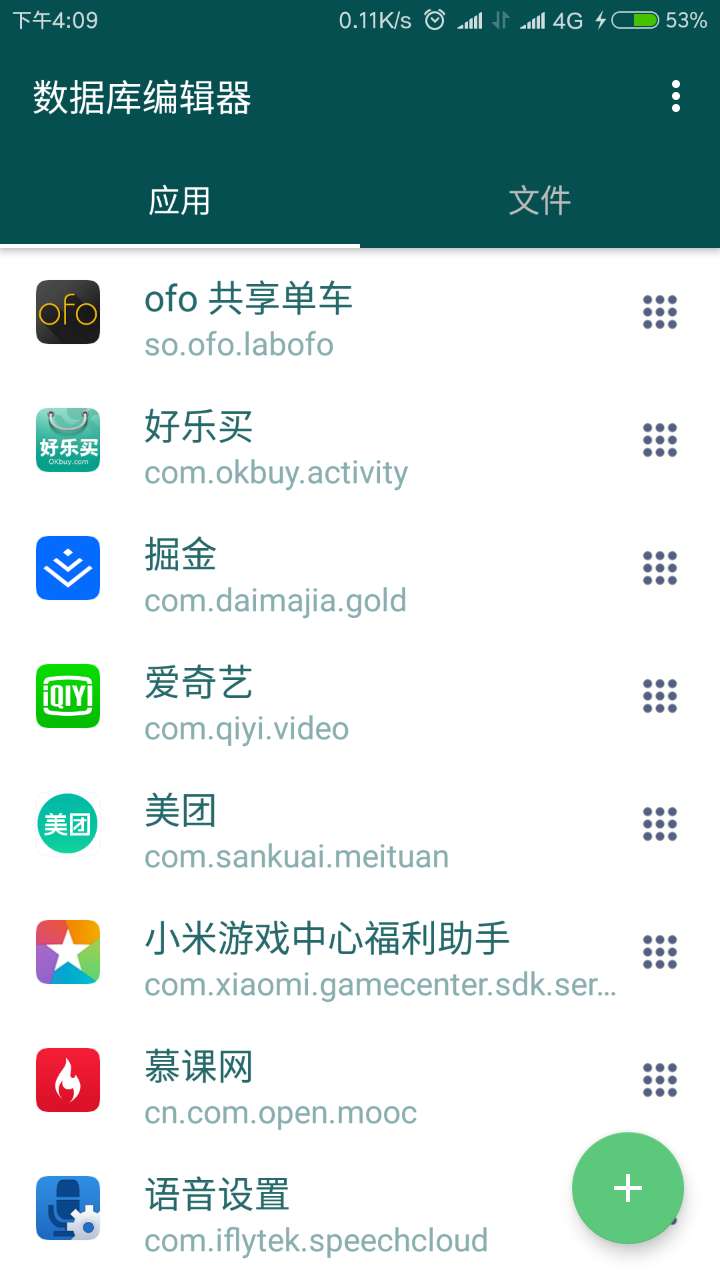 下午4:09 0.11K/s 4G 53%
数据库编辑器
应用 文件
ofo
ofo 共享单车
so.ofo.labofo
好乐买
OKbuy.com
好乐买
com.okbuy.activity
掘金
com.daimajia.gold
iQIYI
爱奇艺
com.qiyi.video
美团
美团
com.sankuai.meituan
小米游戏中心福利助手
com.xiaomi.gamecenter.sdk.ser...
慕课网
cn.com.open.mooc
语音设置
com.iflytek.speechcloud